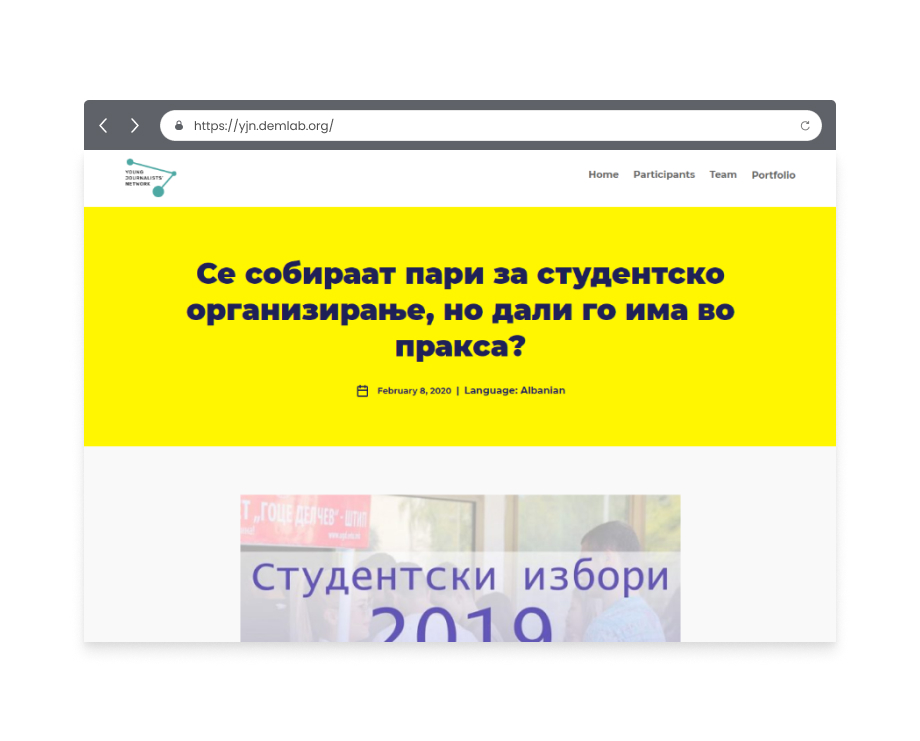 https://yjn.demlab.org/
YOUNG
JOURNALISTS'
NETWORK
Home Participants Team Portfolio
Се собираат пари за студентско
организирање, но дали го има во
пракса?
February 8, 2020 | Language: Albanian
Т „ГОЦЕ ДЕЛЧЕВ“ - ШТИП
Студентски избори
2019